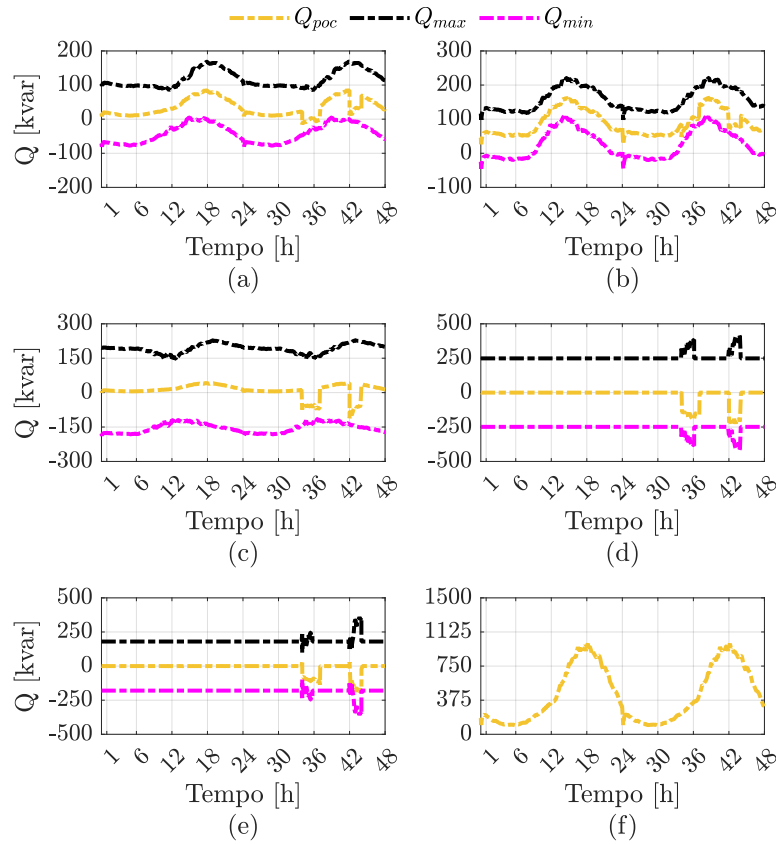 Q_poc Q_max Q_min
200
100
0
-100
-200
Q [kvar]
1 6 12 18 24 30 36 42 48
Tempo [h]
(a)
300
200
100
0
-100
1 6 12 18 24 30 36 42 48
Tempo [h]
(b)
300
150
0
-150
-300
Q [kvar]
1 6 12 18 24 30 36 42 48
Tempo [h]
(c)
500
250
0
-250
-500
1 6 12 18 24 30 36 42 48
Tempo [h]
(d)
500
250
0
-250
-500
Q [kvar]
1 6 12 18 24 30 36 42 48
Tempo [h]
(e)
1500
1125
750
375
0
1 6 12 18 24 30 36 42 48
Tempo [h]
(f)